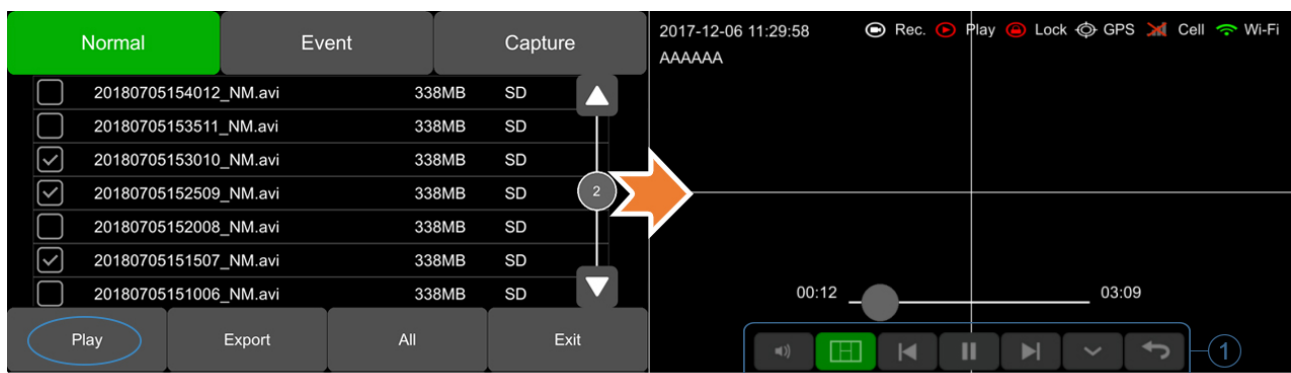 Normal Event Capture
20180705154012_NM.avi 338MB SD
20180705153511_NM.avi 338MB SD
20180705153010_NM.avi 338MB SD
20180705152509_NM.avi 338MB SD
2
20180705152008_NM.avi 338MB SD
20180705151507_NM.avi 338MB SD
20180705151006_NM.avi 338MB SD
Play Export All Exit
2017-12-06 11:29:58 Rec. Play Lock GPS Cell Wi-Fi
AAAAAA
00:12 03:09
1